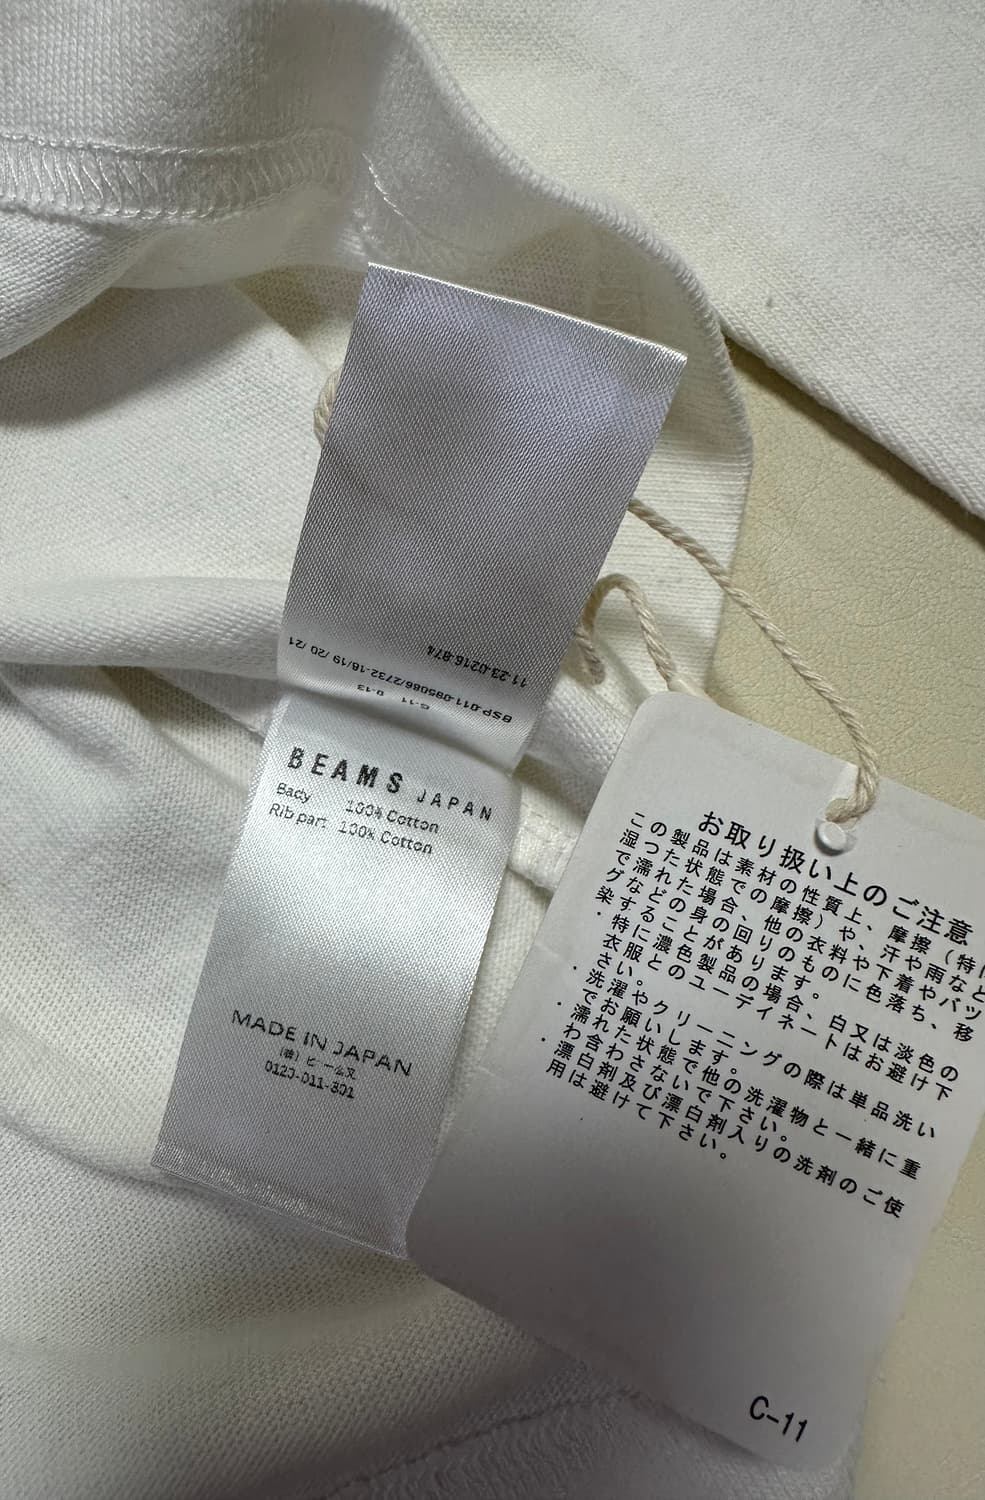 11-23-0216-874
BSP-011-095086/2732-18/19 /20 /21
C-11 D-13
BEAMS JAPAN
Body 100% Cotton
Rib part 100% Cotton
MADE IN JAPAN
(株) ビームス
0120-011-301
お取り扱い上のご注意
この製品は素材の性質上、摩擦(特に
湿った状態での摩擦)や、汗や雨など
で濡れた場合、他の衣料や下着やバッ
グなどの身の回りのものに色落ち、移
染することがあります。
・特に濃色製品の場合、白又は淡色の
衣服とのコーディネートはお避け下
さい。
・洗濯やクリーニングの際は単品洗い
でお願いします。
・濡れた状態で他の洗濯物と一緒に重
わ合わさないで下さい。
・漂白剤及び漂白剤入りの洗剤のご使
用は避けて下さい。
C-11